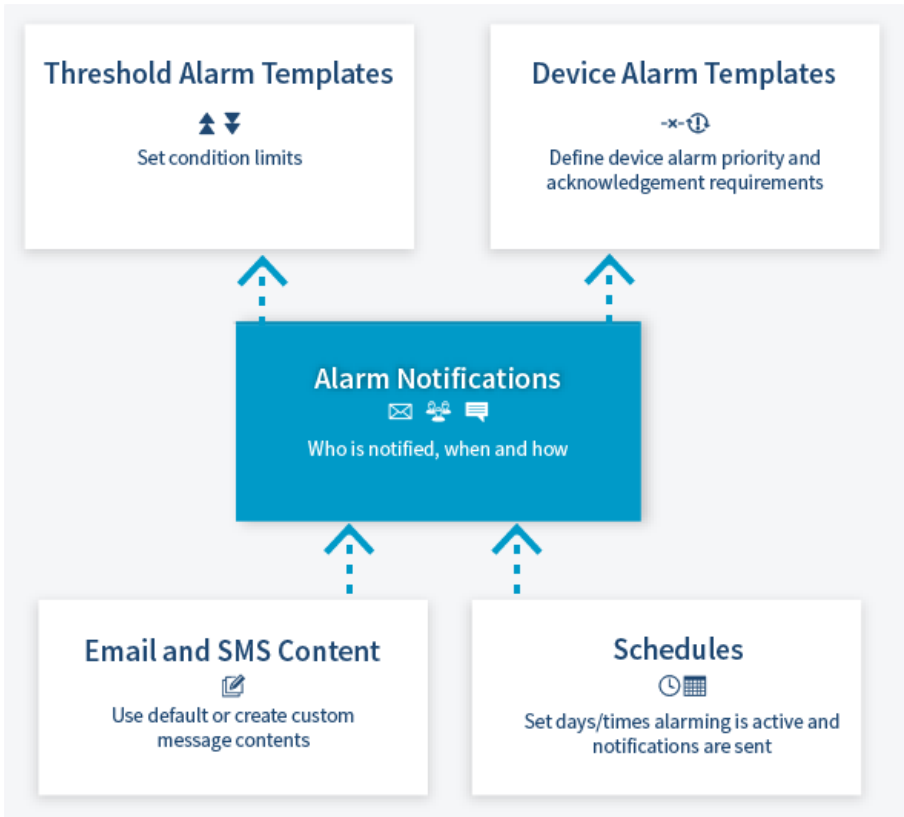 Threshold Alarm Templates
Set condition limits
Device Alarm Templates
Define device alarm priority and
acknowledgement requirements
Alarm Notifications
Who is notified, when and how
Email and SMS Content
Use default or create custom
message contents
Schedules
Set days/times alarming is active and
notifications are sent